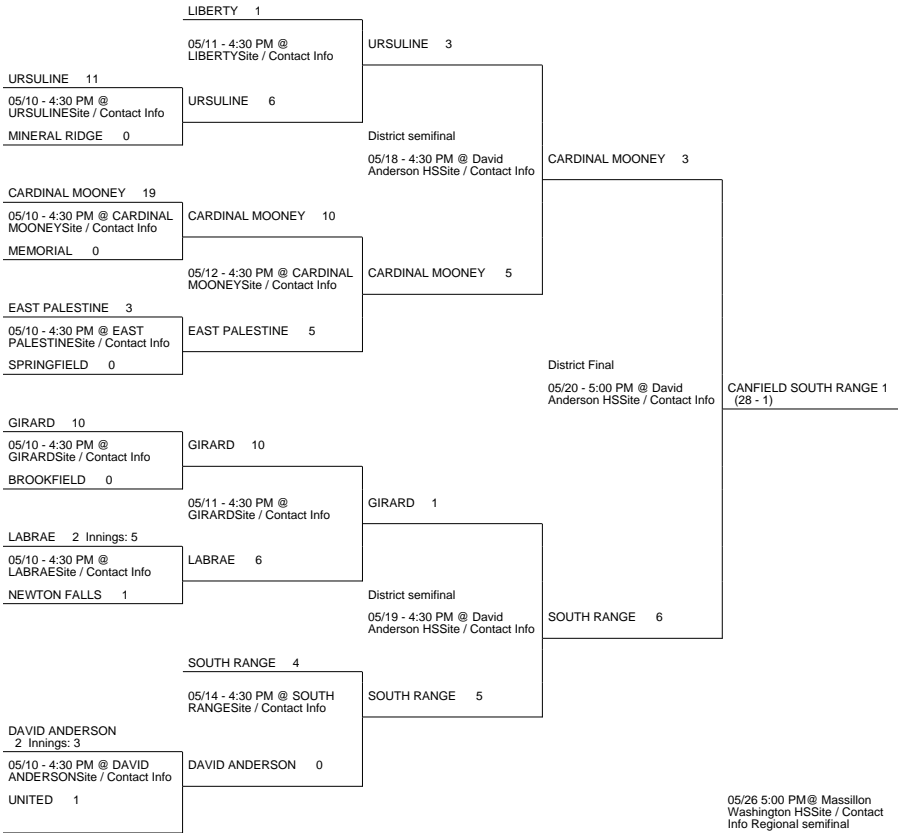 LIBERTY 1
05/11 - 4:30 PM @
LIBERTYSite / Contact Info
URSULINE 3
URSULINE 11
05/10 - 4:30 PM @
URSULINESite / Contact Info
URSULINE 6
MINERAL RIDGE 0
District semifinal
05/18 - 4:30 PM @ David
Anderson HSSite / Contact Info
CARDINAL MOONEY 3
CARDINAL MOONEY 19
05/10 - 4:30 PM @ CARDINAL
MOONEYSite / Contact Info
CARDINAL MOONEY 10
MEMORIAL 0
05/12 - 4:30 PM @ CARDINAL
MOONEYSite / Contact Info
CARDINAL MOONEY 5
EAST PALESTINE 3
05/10 - 4:30 PM @ EAST
PALESTINESite / Contact Info
EAST PALESTINE 5
SPRINGFIELD 0
District Final
05/20 - 5:00 PM @ David
Anderson HSSite / Contact Info
CANFIELD SOUTH RANGE 1
(28 - 1)
GIRARD 10
05/10 - 4:30 PM @
GIRARDSite / Contact Info
GIRARD 10
BROOKFIELD 0
05/11 - 4:30 PM @
GIRARDSite / Contact Info
GIRARD 1
LABRAE 2 Innings: 5
05/10 - 4:30 PM @
LABRAESite / Contact Info
LABRAE 6
NEWTON FALLS 1
District semifinal
05/19 - 4:30 PM @ David
Anderson HSSite / Contact Info
SOUTH RANGE 6
SOUTH RANGE 4
05/14 - 4:30 PM @ SOUTH
RANGESite / Contact Info
SOUTH RANGE 5
DAVID ANDERSON
2 Innings: 3
05/10 - 4:30 PM @ DAVID
ANDERSONSite / Contact Info
DAVID ANDERSON 0
UNITED 1
05/26 5:00 PM@ Massillon
Washington HSSite / Contact
Info Regional semifinal